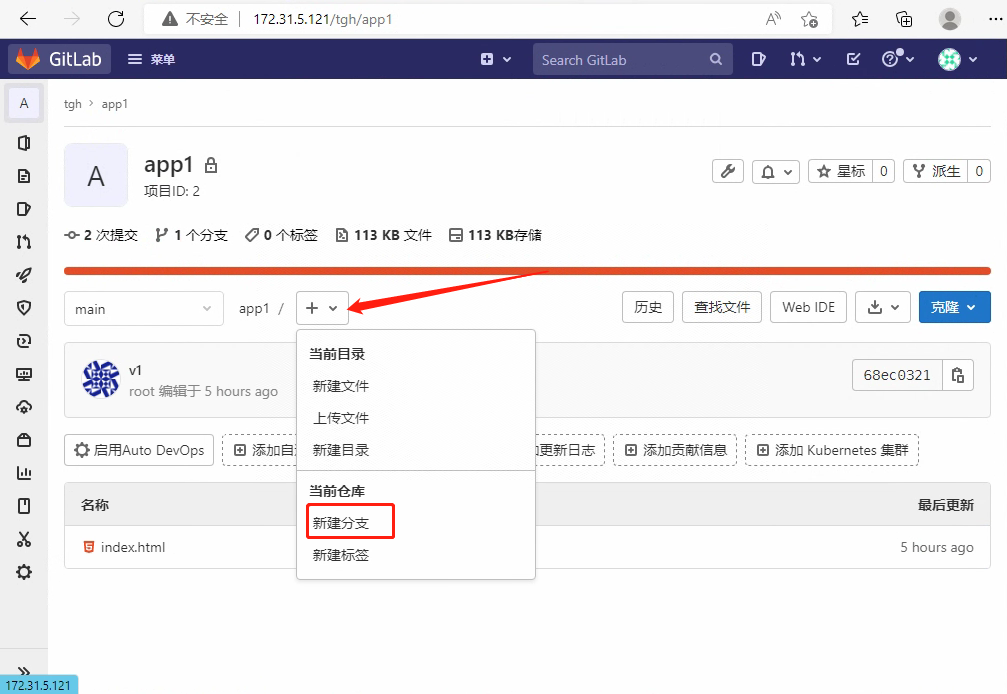 不安全 172.31.5.121/tgh/app1
GitLab 菜单 Search GitLab
A tgh > app1
A app1
项目ID: 2
星标 0 派生 0
2 次提交 1 个分支 0 个标签 113 KB 文件 113 KB存储
main app1 / + 历史 查找文件 Web IDE 克隆
当前目录
新建文件
上传文件
新建目录
当前仓库
新建分支
新建标签
v1
root 编辑于 5 hours ago 68ec0321
启用Auto DevOps 添加自 更新日志 添加贡献信息 添加 Kubernetes 集群
名称 最后更新
index.html 5 hours ago
172.31.5.121